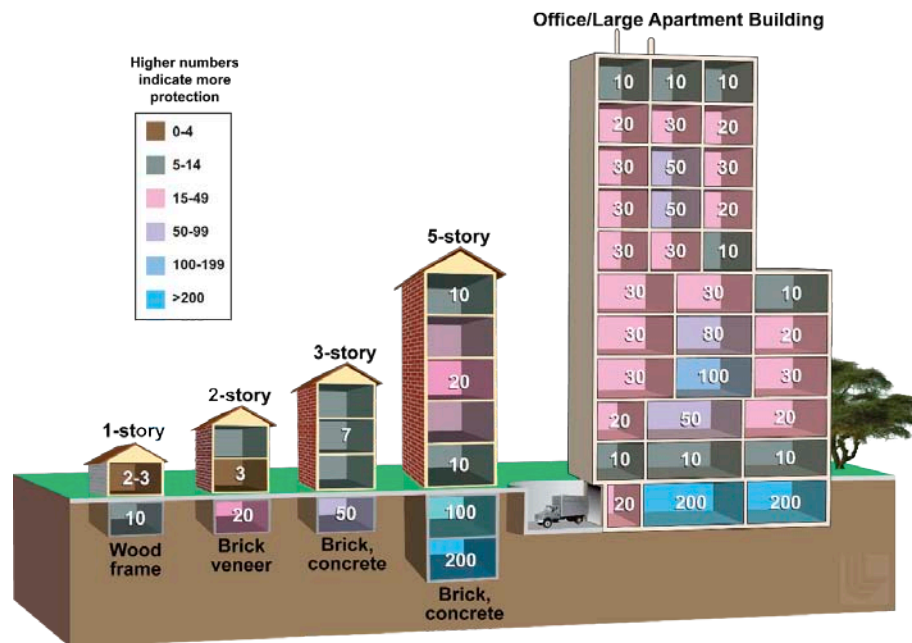 Office/Large Apartment Building
Higher numbers
indicate more
protection
0-4
5-14
15-49
50-99
100-199
>200
10 10 10
20 30 20
30 50 30
30 50 20
30 30 10
30 30 10
30 80 20
30 100 30
20 50 20
10 10 10
20 200 200
5-story
10
20
10
100
200
Brick,
concrete
3-story
7
50
Brick,
concrete
2-story
3
20
Brick
veneer
1-story
2-3
10
Wood
frame